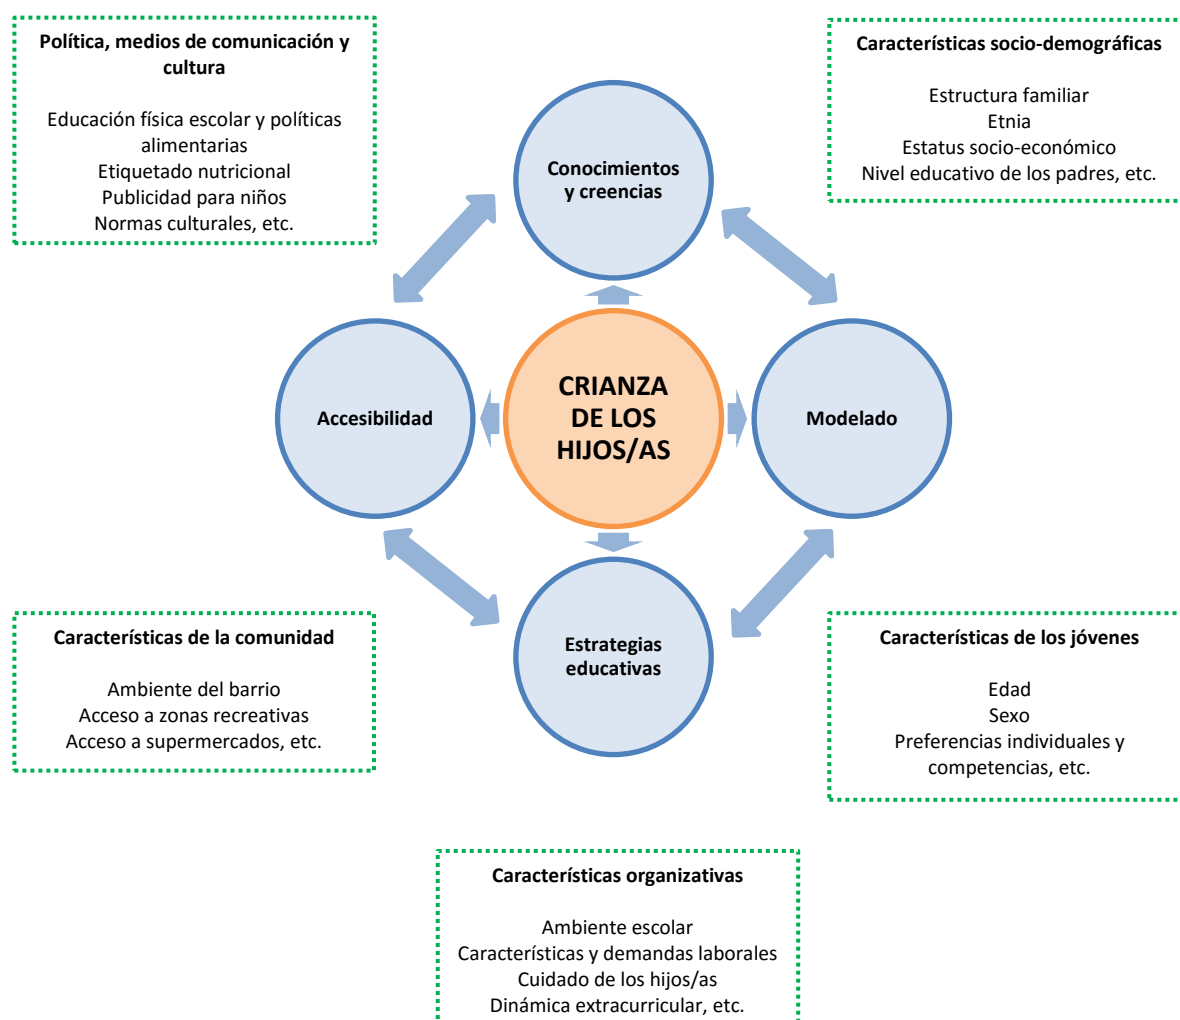 Política, medios de comunicación y
cultura
Educación física escolar y políticas
alimentarias
Etiquetado nutricional
Publicidad para niños
Normas culturales, etc.
Características socio-demográficas
Estructura familiar
Etnia
Estatus socio-económico
Nivel educativo de los padres, etc.
Conocimientos
y creencias
Accesibilidad
CRIANZA
DE LOS
HIJOS/AS
Modelado
Estrategias
educativas
Características de la comunidad
Ambiente del barrio
Acceso a zonas recreativas
Acceso a supermercados, etc.
Características de los jóvenes
Edad
Sexo
Preferencias individuales y
competencias, etc.
Características organizativas
Ambiente escolar
Características y demandas laborales
Cuidado de los hijos/as
Dinámica extracurricular, etc.